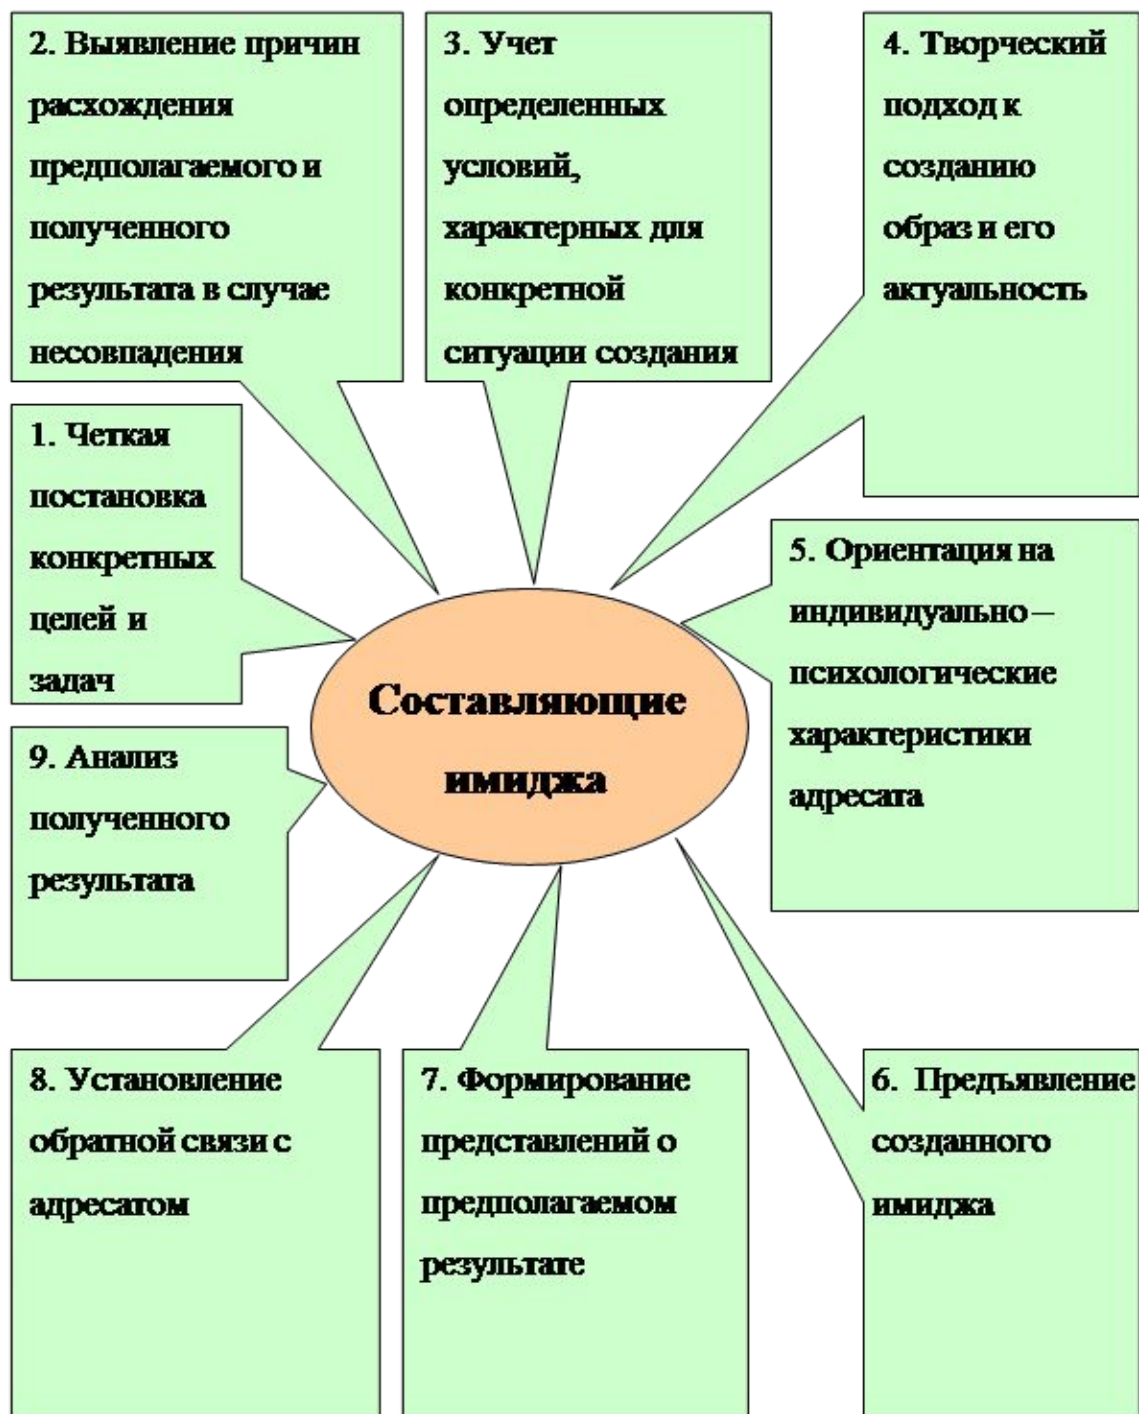 2. Выявление причин
расхождения
предполагаемого и
полученного
результата в случае
несовпадения
3. Учет
определенных
условий,
характерных для
конкретной
ситуации создания
4. Творческий
подход к
созданию
образ и его
актуальность
1. Четкая
постановка
конкретных
целей и
задач
5. Ориентация на
индивидуально –
психологические
характеристики
адресата
Составляющие
имиджа
9. Анализ
полученного
результата
8. Установление
обратной связи с
адресатом
7. Формирование
представлений о
предполагаемом
результате
6. Предъявление
созданного
имиджа